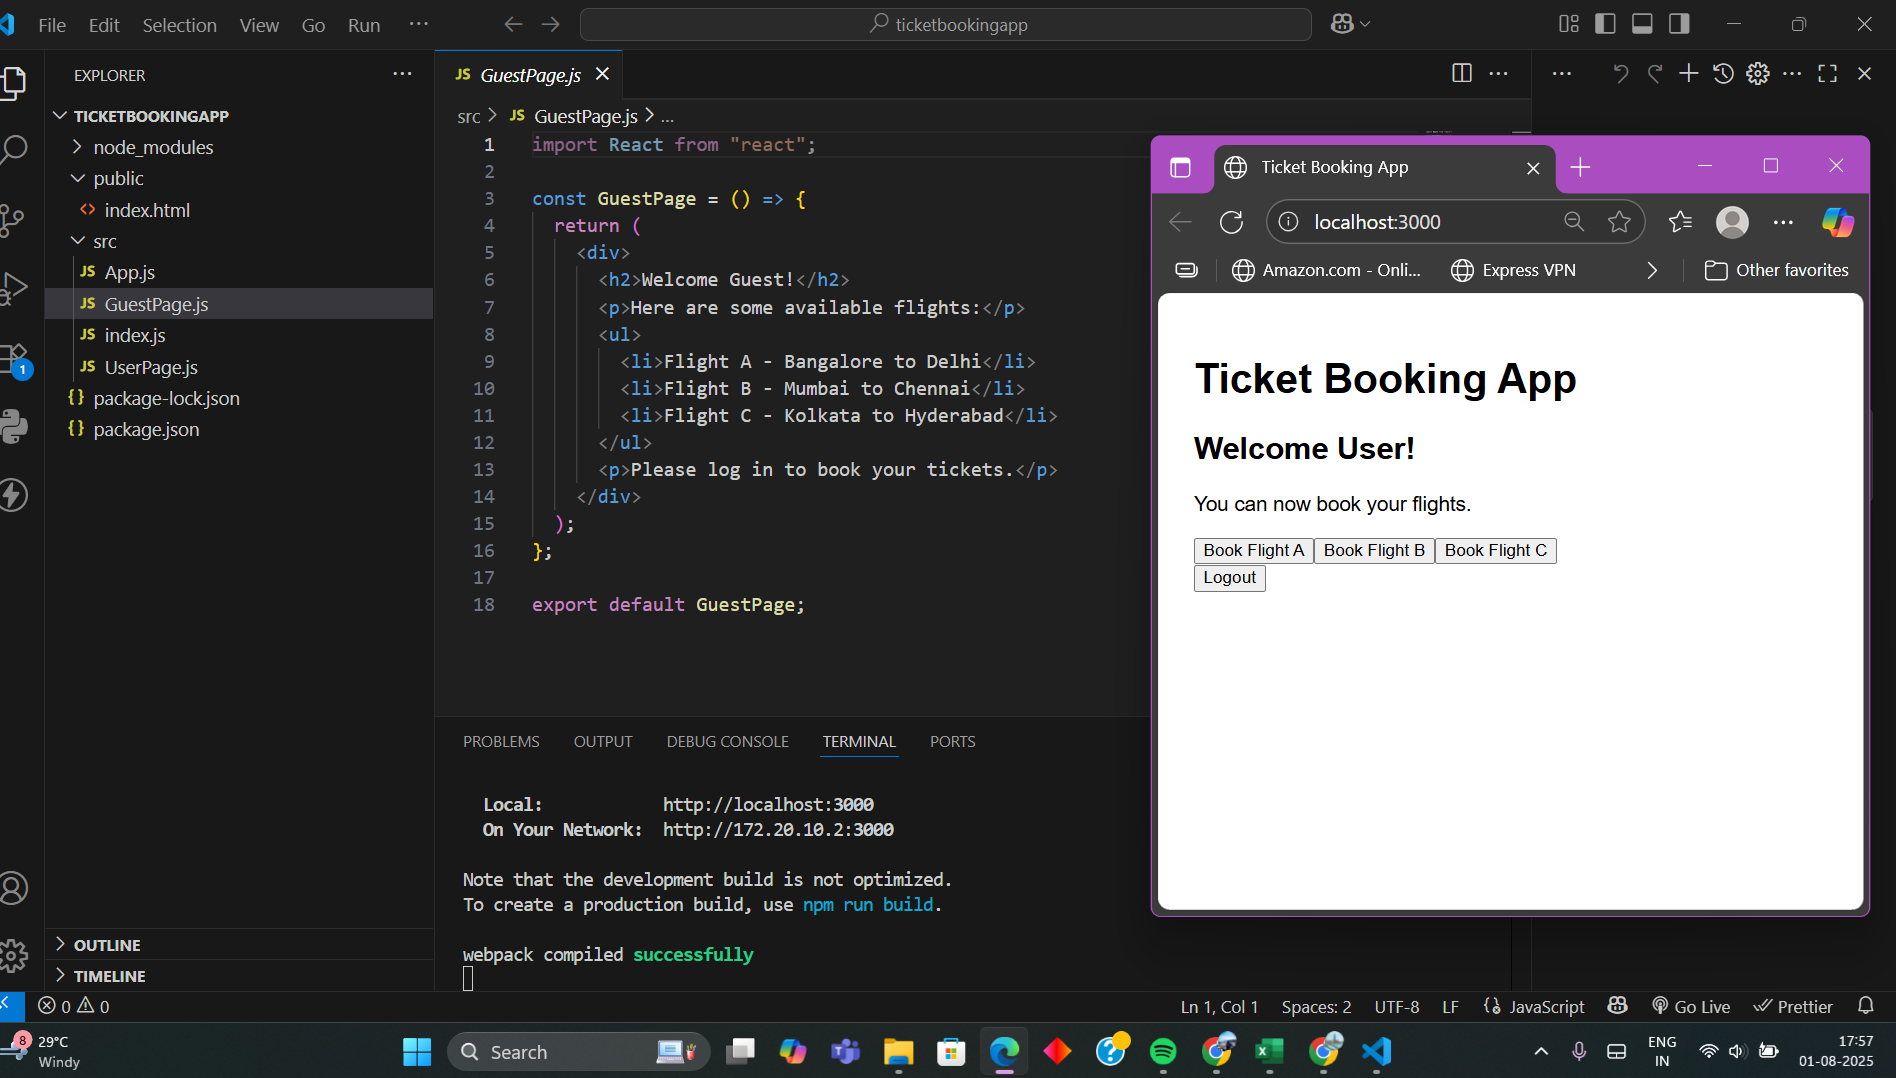 File Edit Selection View Go Run ···
ticketbookingapp
EXPLORER ···
TICKETBOOKINGAPP
node_modules
public
<> index.html
src
JS App.js
JS GuestPage.js
JS index.js
JS UserPage.js
{} package-lock.json
{} package.json
OUTLINE
TIMELINE
1
JS GuestPage.js
src > JS GuestPage.js > ...
1 import React from "react";
2
3 const GuestPage = () => {
4 return (
5 <div>
6 <h2>Welcome Guest!</h2>
7 <p>Here are some available flights:</p>
8 <ul>
9 <li>Flight A - Bangalore to Delhi</li>
10 <li>Flight B - Mumbai to Chennai</li>
11 <li>Flight C - Kolkata to Hyderabad</li>
12 </ul>
13 <p>Please log in to book your tickets.</p>
14 </div>
15 );
16 };
17
18 export default GuestPage;
PROBLEMS OUTPUT DEBUG CONSOLE TERMINAL PORTS
Local: http://localhost:3000
On Your Network: http://172.20.10.2:3000
Note that the development build is not optimized.
To create a production build, use npm run build.
webpack compiled successfully
Ticket Booking App
localhost:3000
Amazon.com - Onli... Express VPN Other favorites
Ticket Booking App
Welcome User!
You can now book your flights.
Book Flight A Book Flight B Book Flight C
Logout
0 0 Ln 1, Col 1 Spaces: 2 UTF-8 LF {} JavaScript Go Live Prettier
8 29°C
Windy
Search
ENG
IN
17:57
01-08-2025